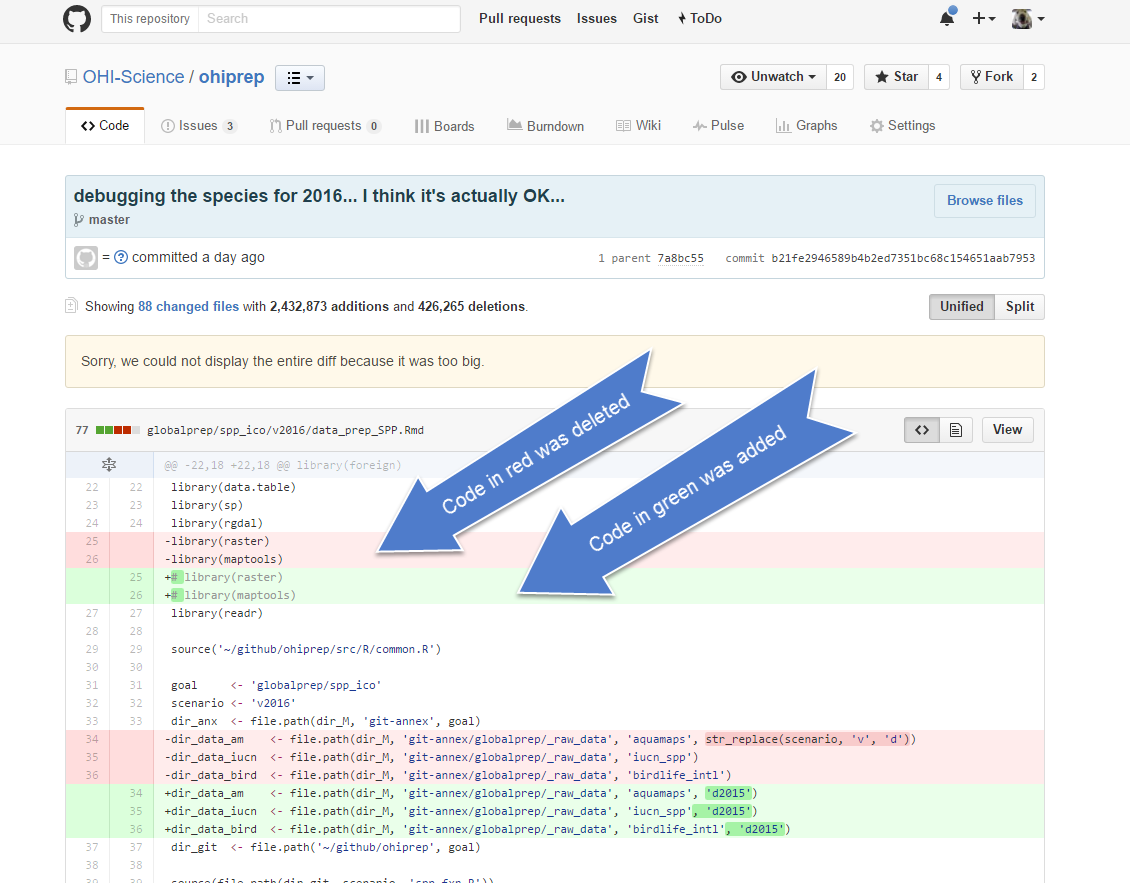 This repository Search Pull requests Issues Gist ToDo
OHI-Science / ohiprep Unwatch 20 Star 4 Fork 2
Code Issues 3 Pull requests 0 Boards Burndown Wiki Pulse Graphs Settings
debugging the species for 2016... I think it's actually OK...
Browse files
master
= ? committed a day ago 1 parent 7a8bc55 commit b21fe2946589b4b2ed7351bc68c154651aab7953
Showing 88 changed files with 2,432,873 additions and 426,265 deletions.
Unified Split
Sorry, we could not display the entire diff because it was too big.
Code in red was deleted
Code in green was added
77 globalprep/spp_ico/v2016/data_prep_SPP.Rmd View
@@ -22,18 +22,18 @@ library(foreign)
22 22 library(data.table)
23 23 library(sp)
24 24 library(rgdal)
25 -library(raster)
26 -library(maptools)
25 +# library(raster)
26 +# library(maptools)
27 27 library(readr)
28 28
29 29 source('~/github/ohiprep/src/R/common.R')
30 30
31 31 goal <- 'globalprep/spp_ico'
32 32 scenario <- 'v2016'
33 33 dir_anx <- file.path(dir_M, 'git-annex', goal)
34 -dir_data_am <- file.path(dir_M, 'git-annex/globalprep/_raw_data', 'aquamaps', str_replace(scenario, 'v', 'd'))
35 -dir_data_iucn <- file.path(dir_M, 'git-annex/globalprep/_raw_data', 'iucn_spp')
36 -dir_data_bird <- file.path(dir_M, 'git-annex/globalprep/_raw_data', 'birdlife_intl')
34 +dir_data_am <- file.path(dir_M, 'git-annex/globalprep/_raw_data', 'aquamaps', 'd2015')
35 +dir_data_iucn <- file.path(dir_M, 'git-annex/globalprep/_raw_data', 'iucn_spp', 'd2015')
36 +dir_data_bird <- file.path(dir_M, 'git-annex/globalprep/_raw_data', 'birdlife_intl', 'd2015')
37 37 dir_git <- file.path('~/github/ohiprep', goal)
38 38
39 39 source(file.path(dir_git, scenario, 'spp_fxn.R'))